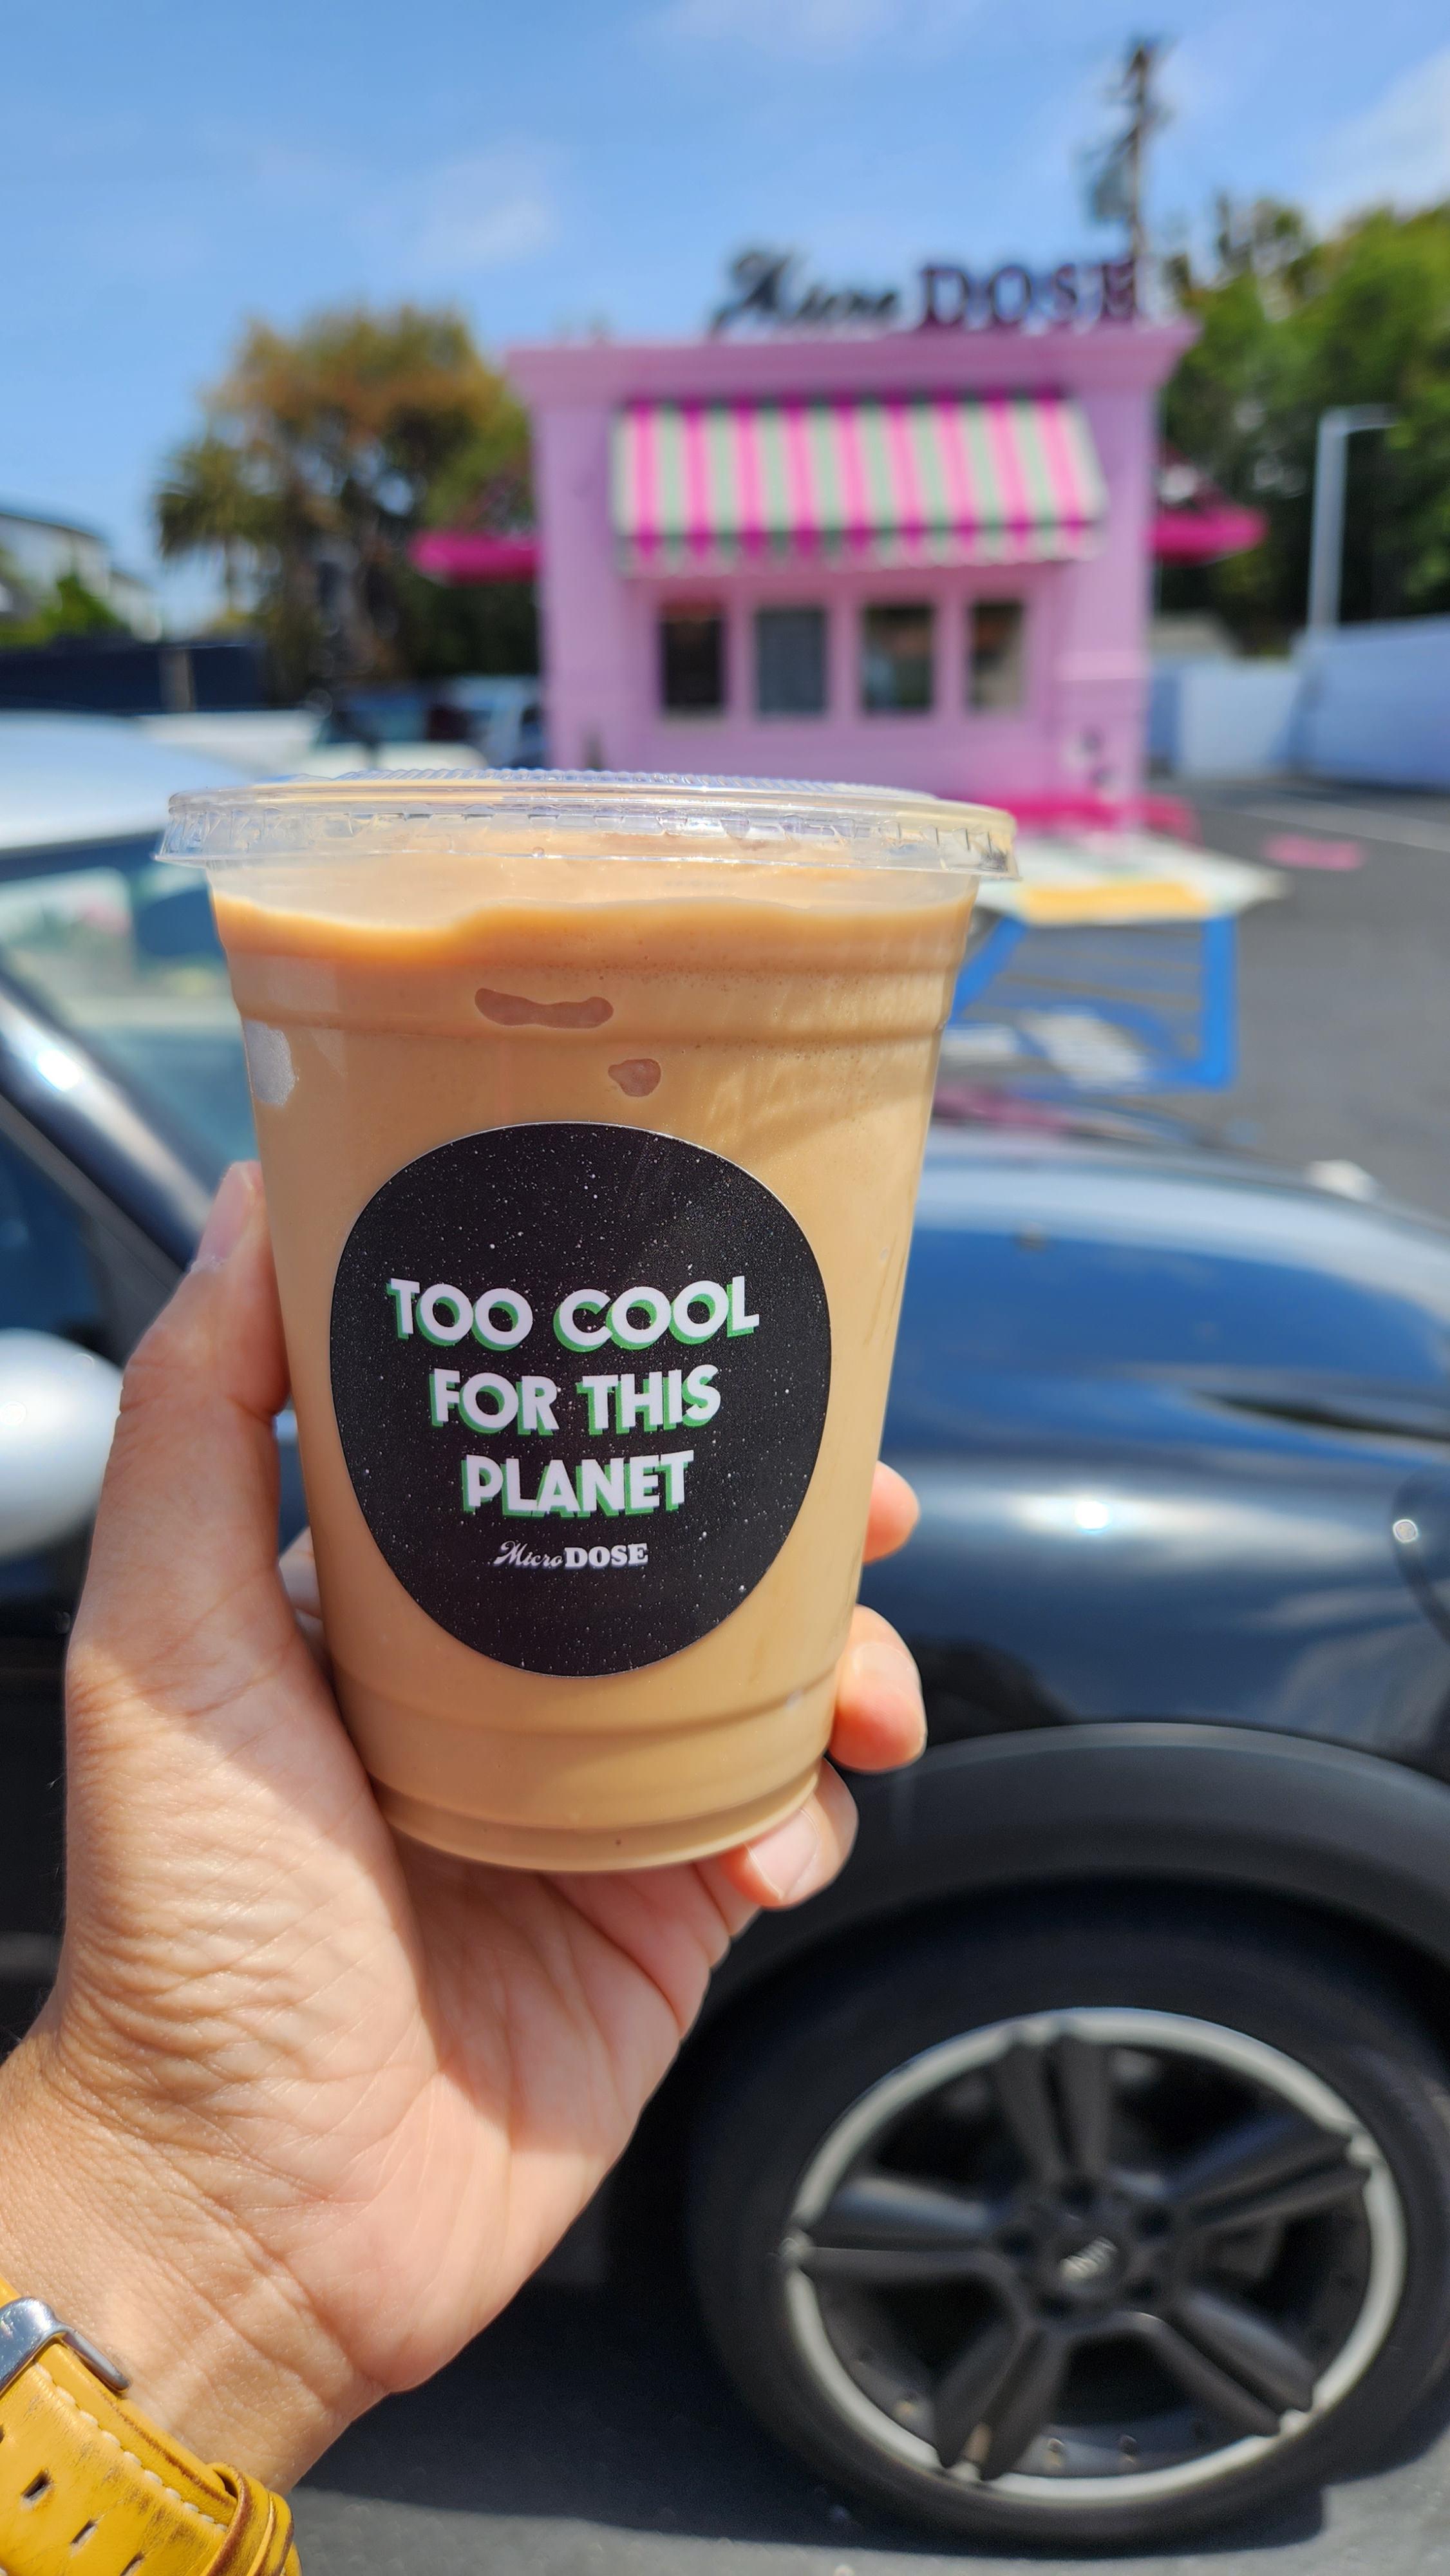 Micro DOSE
TOO COOL
FOR THIS
PLANET
Micro DOSE